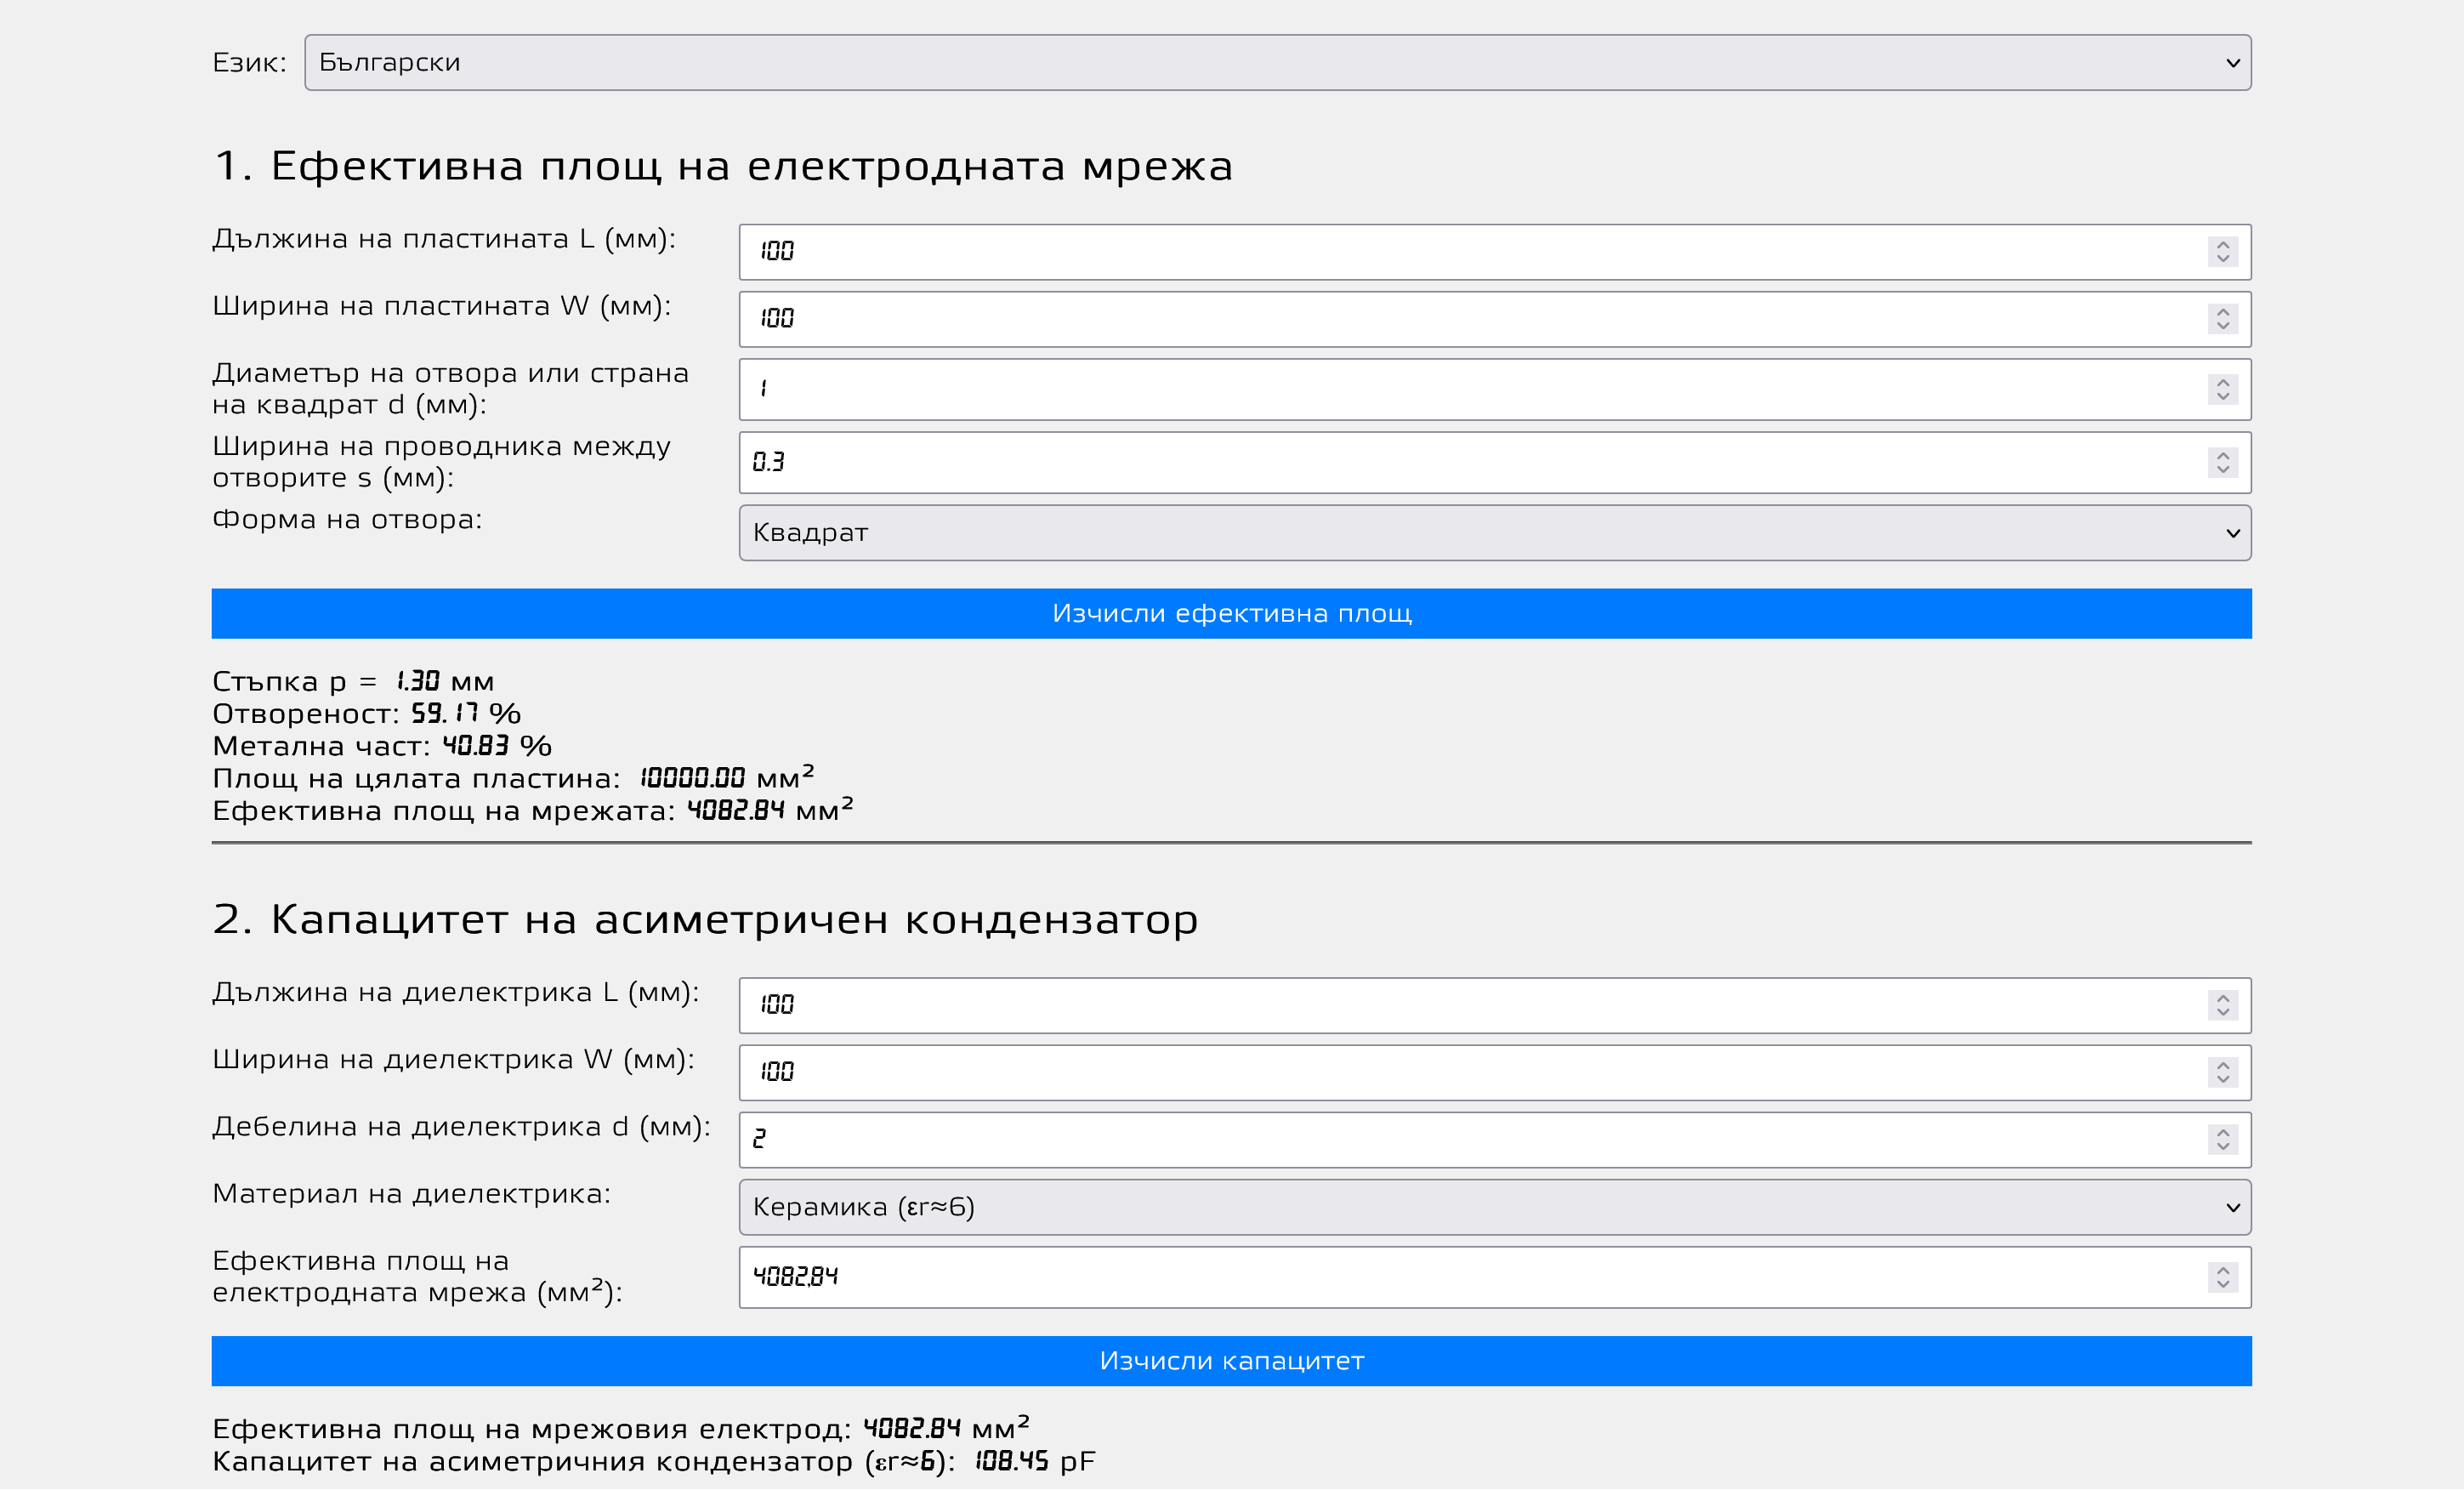 Език: Български
1. Ефективна площ на електродната мрежа
Дължина на пластината L (мм): 100
Ширина на пластината W (мм): 100
Диаметър на отвора или страна
на квадрат d (мм): 1
Ширина на проводника между
отворите s (мм): 0.3
Форма на отвора: Квадрат
Изчисли ефективна площ
Стъпка p = 1.30 мм
Отвореност: 59.17 %
Метална част: 40.83 %
Площ на цялата пластина: 10000.00 мм²
Ефективна площ на мрежата: 4082.84 мм²
2. Капацитет на асиметричен кондензатор
Дължина на диелектрика L (мм): 100
Ширина на диелектрика W (мм): 100
Дебелина на диелектрика d (мм): 2
Материал на диелектрика: Керамика (εr≈6)
Ефективна площ на
електродната мрежа (мм²): 4082,84
Изчисли капацитет
Ефективна площ на мрежовия електрод: 4082.84 мм²
Капацитет на асиметричния кондензатор (εr≈6): 108.45 pF